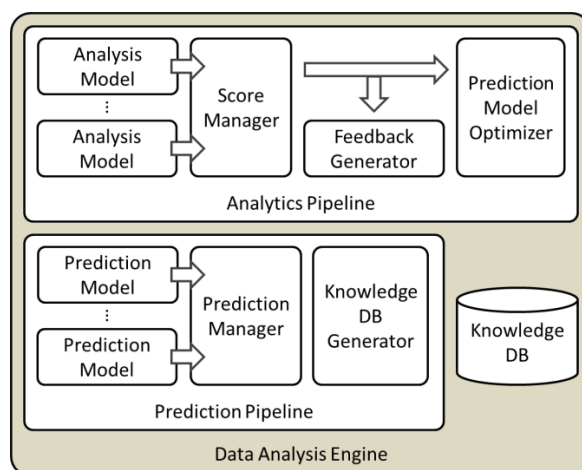 Analysis
Model
...
Analysis
Model
Score
Manager
Feedback
Generator
Prediction
Model
Optimizer
Analytics Pipeline
Prediction
Model
...
Prediction
Model
Prediction
Manager
Knowledge
DB
Generator
Prediction Pipeline
Knowledge
DB
Data Analysis Engine